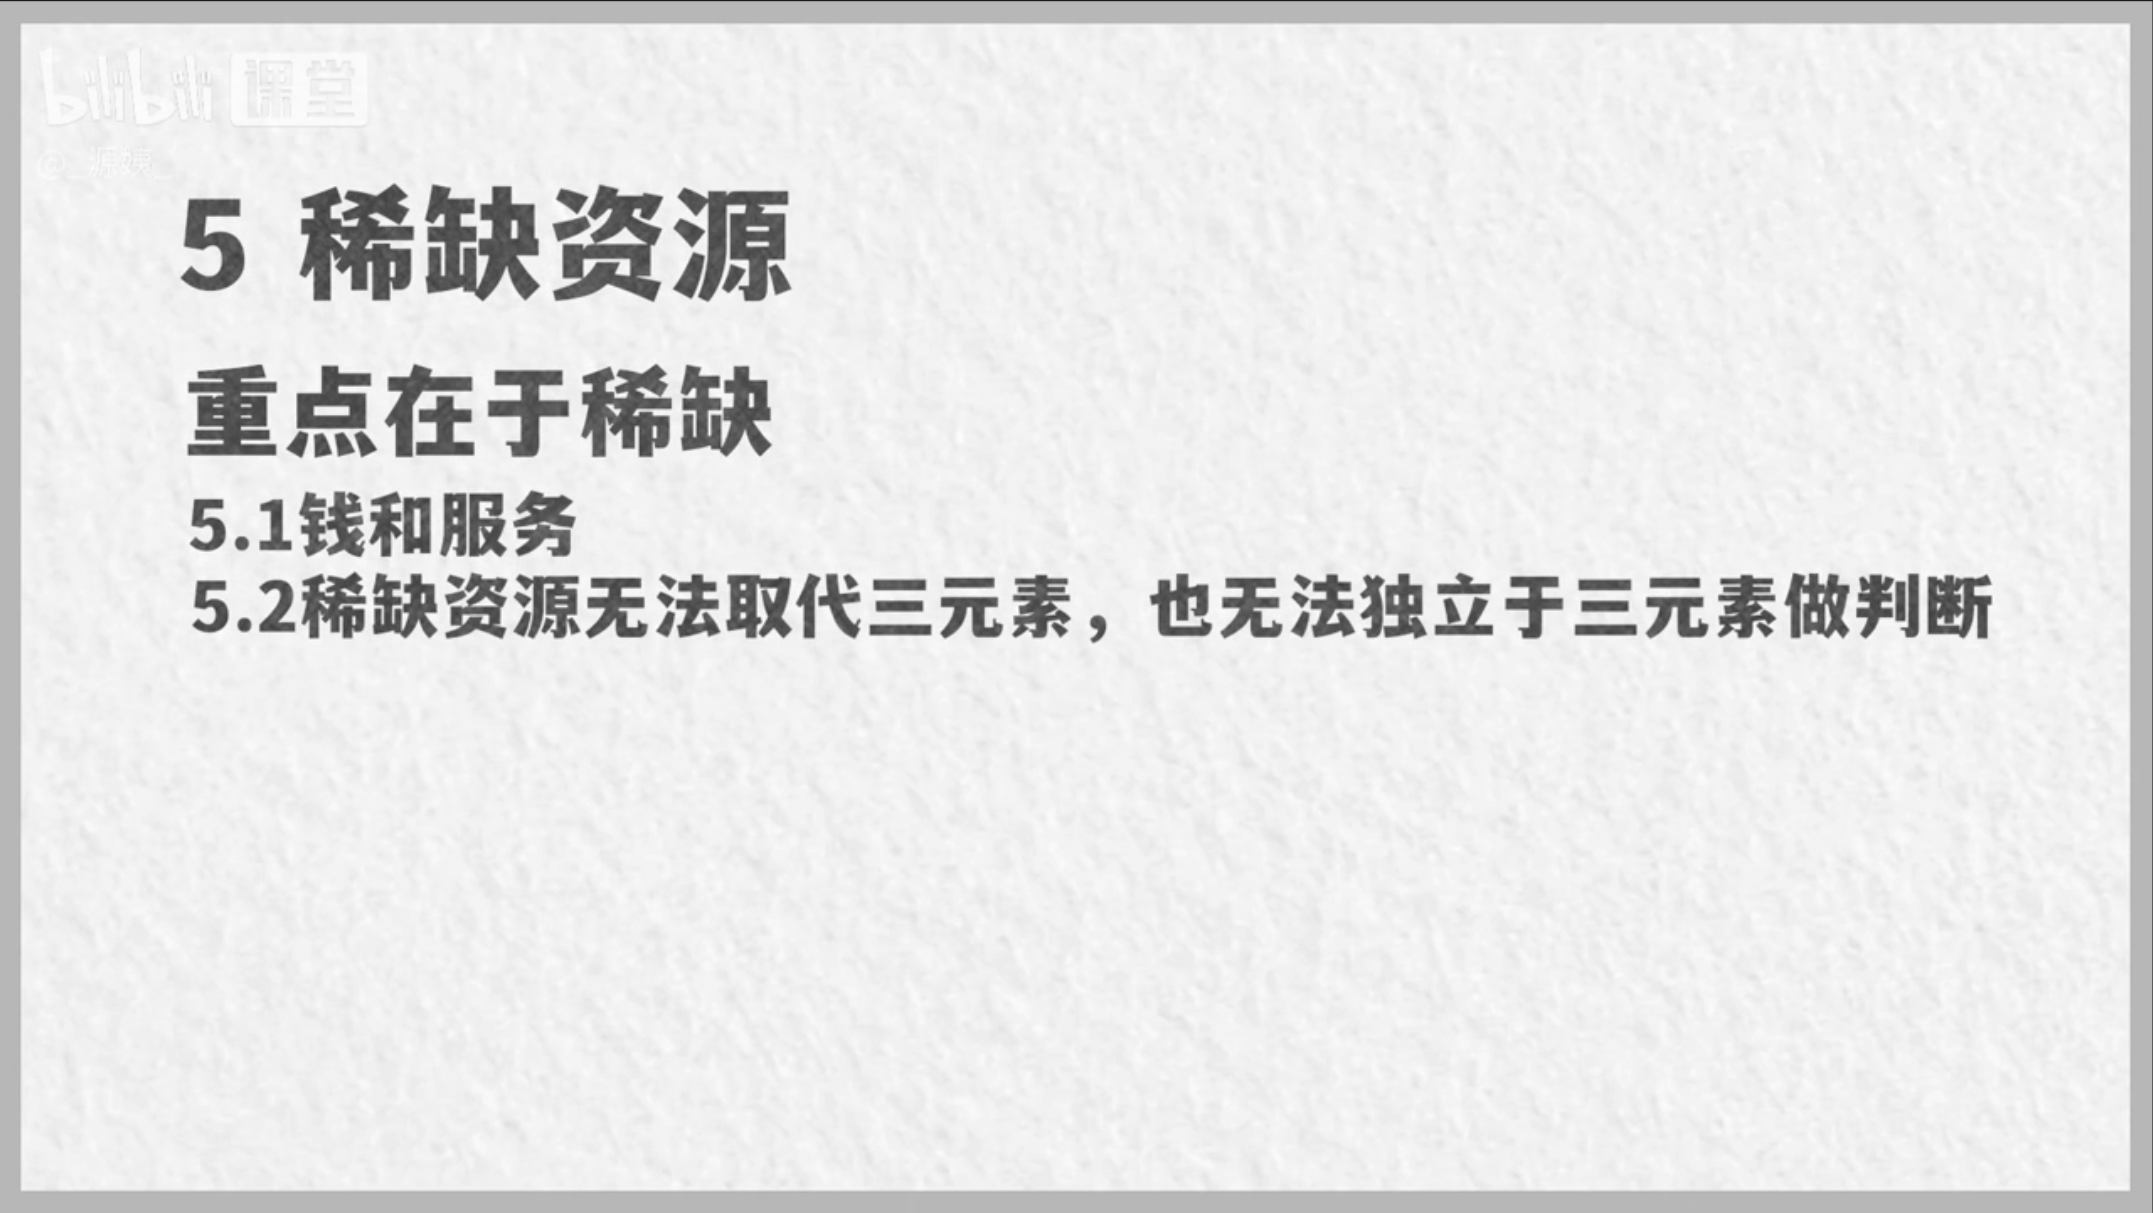 bilibili 课堂
@_源姨_
5 稀缺资源
重点在于稀缺
5.1钱和服务
5.2稀缺资源无法取代三元素，也无法独立于三元素做判断